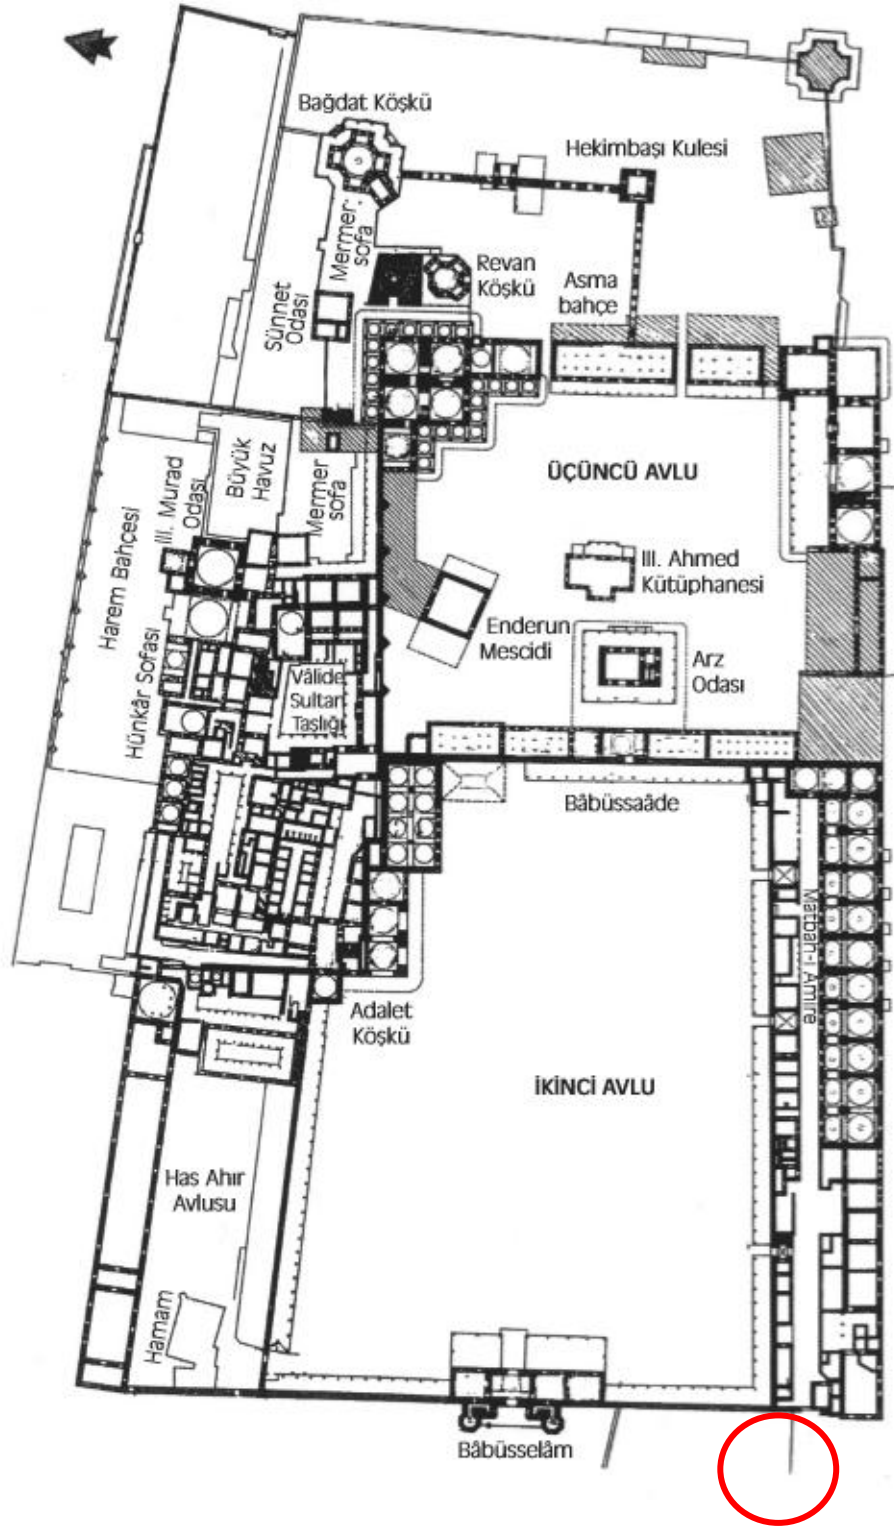 Bağdat Köşkü
Hekimbaşı Kulesi
Mermer
sofa
Revan
Köşkü
Asma
bahçe
Sünnet
Odası
ÜÇÜNCÜ AVLU
Büyük
Havuz
Mermer
sofa
III. Murad
Odası
Harem Bahçesi
III. Ahmed
Kütüphanesi
Enderun
Mescidi
Arz
Odası
Hünkâr Sofası
Vâlide
Sultan
Taşlığı
Bâbüssaâde
Matbah-ı Amire
Adalet
Köşkü
İKİNCİ AVLU
Has Ahır
Avlusu
Hamam
Bâbüsselâm